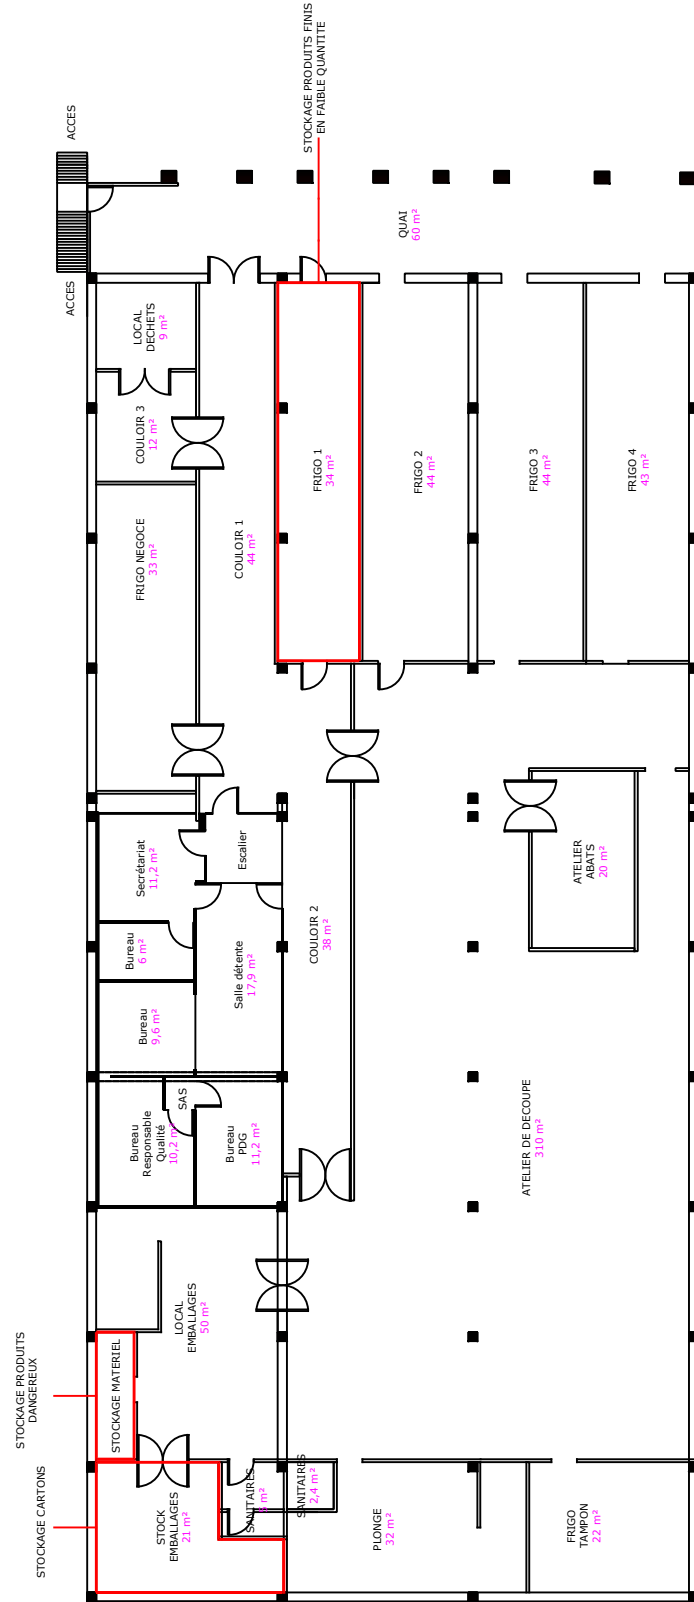 STOCKAGE PRODUITS FINIS
EN FAIBLE QUANTITE
ACCES
ACCES
QUAI
60 m²
LOCAL
DECHETS
9 m²
COULOIR 3
12 m²
FRIGO NEGOCE
33 m²
COULOIR 1
44 m²
FRIGO 1
34 m²
FRIGO 2
44 m²
FRIGO 3
44 m²
FRIGO 4
43 m²
Secrétariat
11,2 m²
Escalier
Bureau
6 m²
Bureau
9,6 m²
Salle détente
17,9 m²
COULOIR 2
38 m²
ATELIER
ABATS
20 m²
Bureau
Responsable
Qualité
10,2 m²
SAS
Bureau
PDG
11,2 m²
ATELIER DE DECOUPE
310 m²
LOCAL
EMBALLAGES
50 m²
STOCKAGE PRODUITS
DANGEREUX
STOCKAGE MATERIEL
STOCKAGE CARTONS
STOCK
EMBALLAGES
21 m²
SANITAIRES
m²
SANITAIRES
2,4 m²
PLONGE
32 m²
FRIGO
TAMPON
22 m²